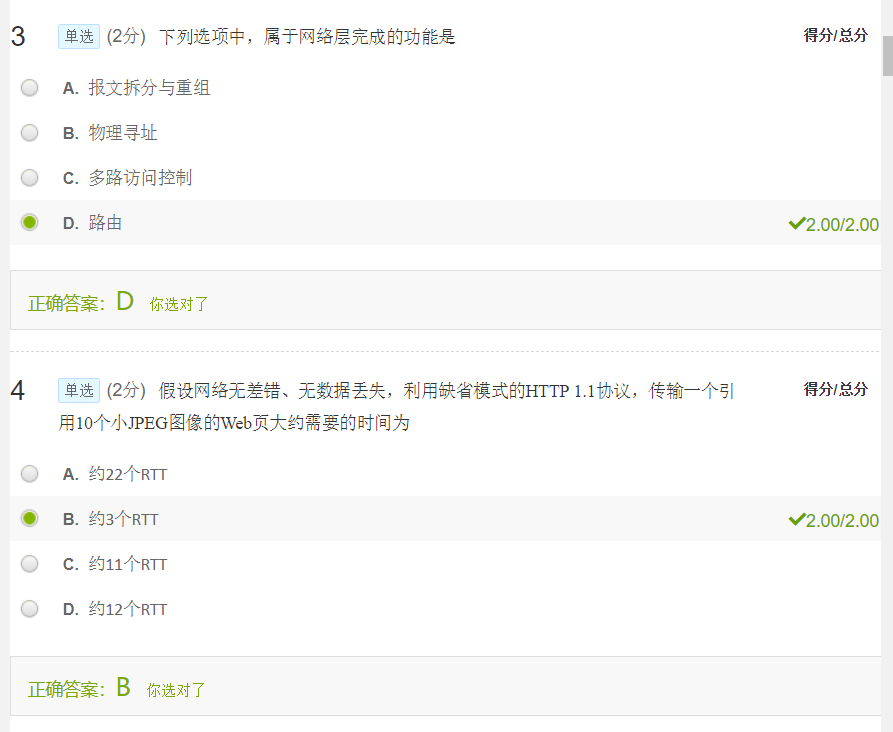 3 单选 (2分) 下列选项中，属于网络层完成的功能是 得分/总分
A. 报文拆分与重组
B. 物理寻址
C. 多路访问控制
D. 路由 2.00/2.00
正确答案：D 你选对了
4 单选 (2分) 假设网络无差错、无数据丢失，利用缺省模式的HTTP 1.1协议，传输一个引 得分/总分
用10个小JPEG图像的Web页大约需要的时间为
A. 约22个RTT
B. 约3个RTT 2.00/2.00
C. 约11个RTT
D. 约12个RTT
正确答案：B 你选对了